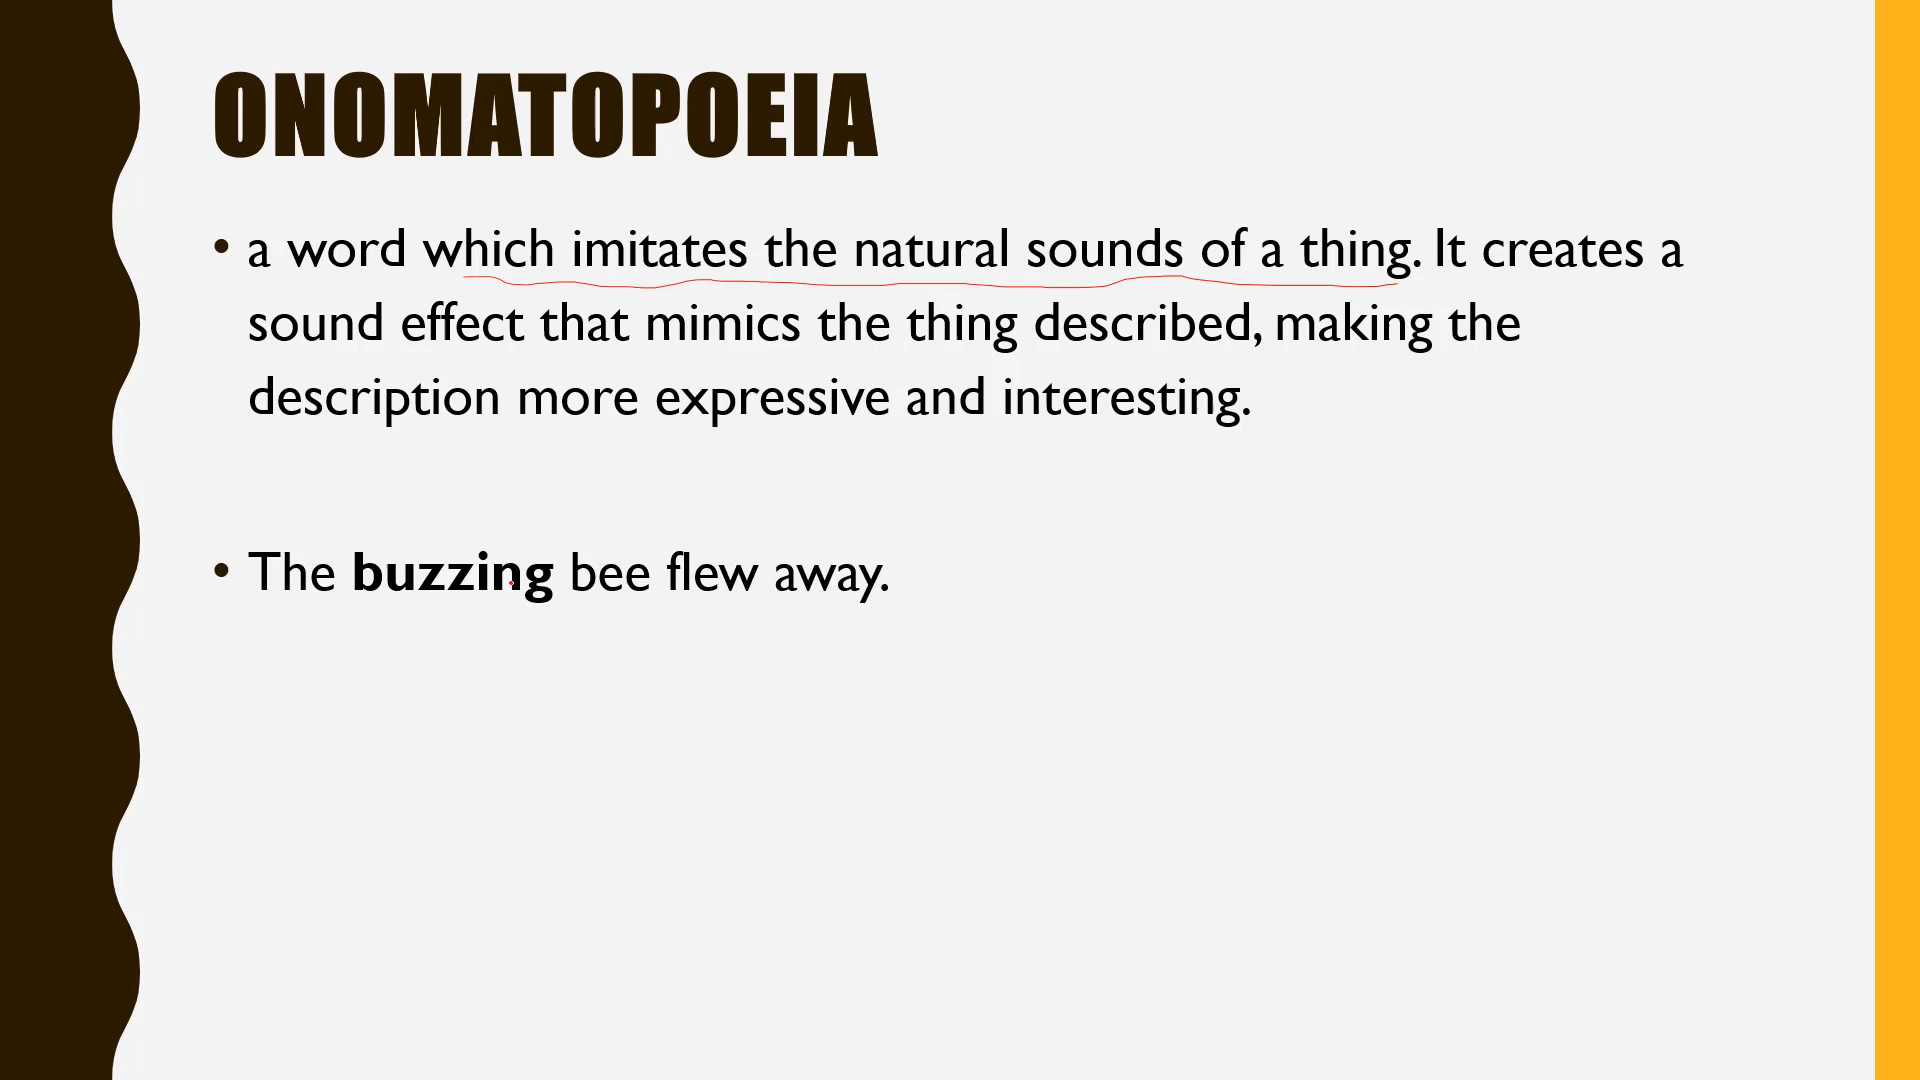 ONOMATOPOEIA
• a word which imitates the natural sounds of a thing. It creates a
sound effect that mimics the thing described, making the
description more expressive and interesting.
• The buzzing bee flew away.